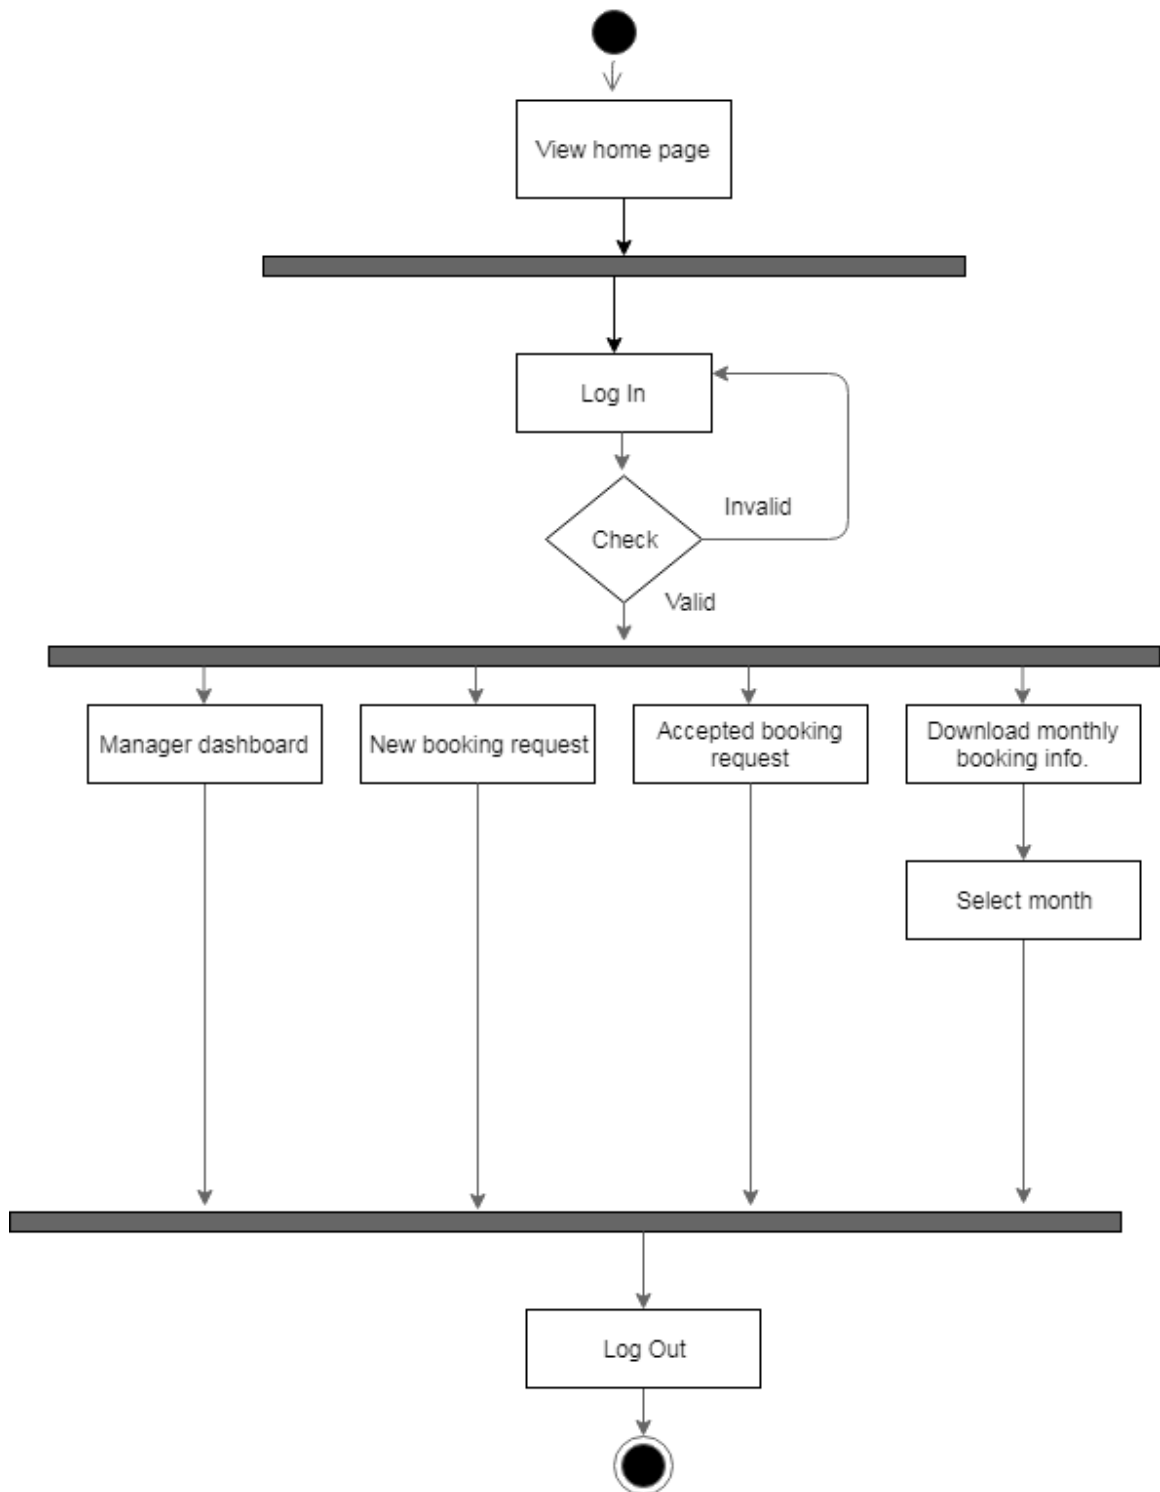 View home page
Log In
Check
Invalid
Valid
Manager dashboard
New booking request
Accepted booking
request
Download monthly
booking info.
Select month
Log Out